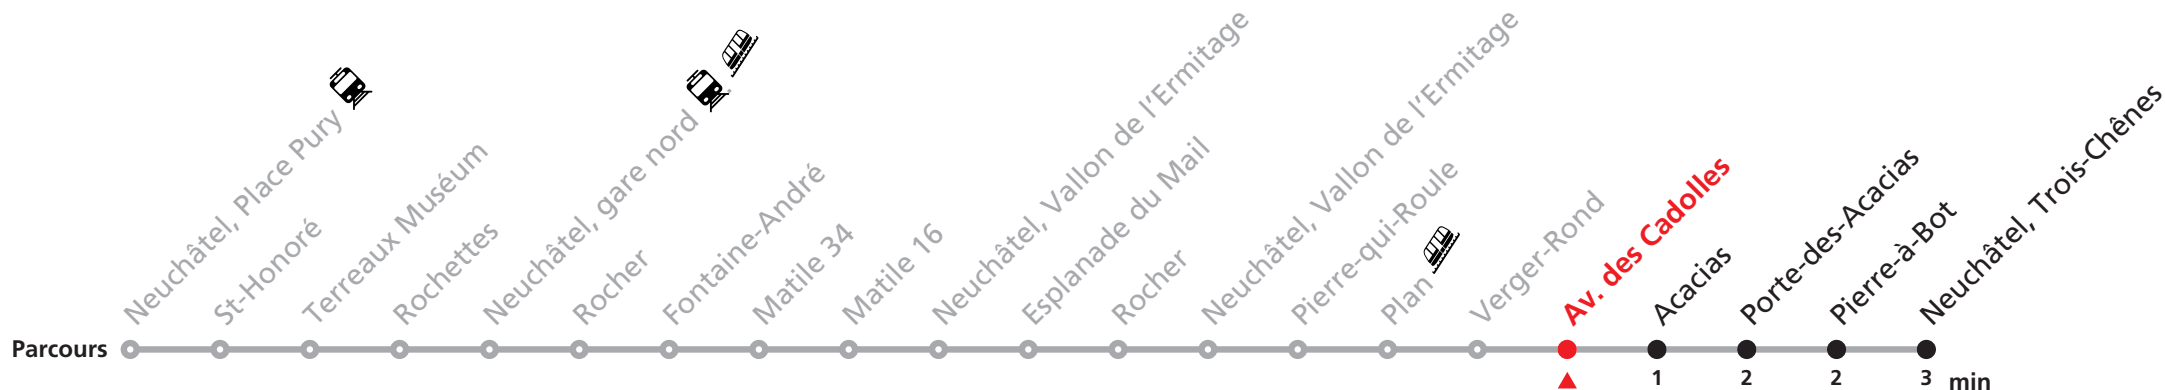 Neuchâtel, Place Pury
St-Honoré
Terreaux Muséum
Rochettes
Neuchâtel, gare nord
Rocher
Fontaine-André
Matile 34
Matile 16
Neuchâtel, Vallon de l'Ermitage
Esplanade du Mail
Rocher
Neuchâtel, Vallon de l'Ermitage
Pierre-qui-Roule
Plan
Verger-Rond
Av. des Cadolles
Acacias
Porte-des-Acacias
Pierre-à-Bot
Neuchâtel, Trois-Chênes
Parcours
1 2 2 3 min